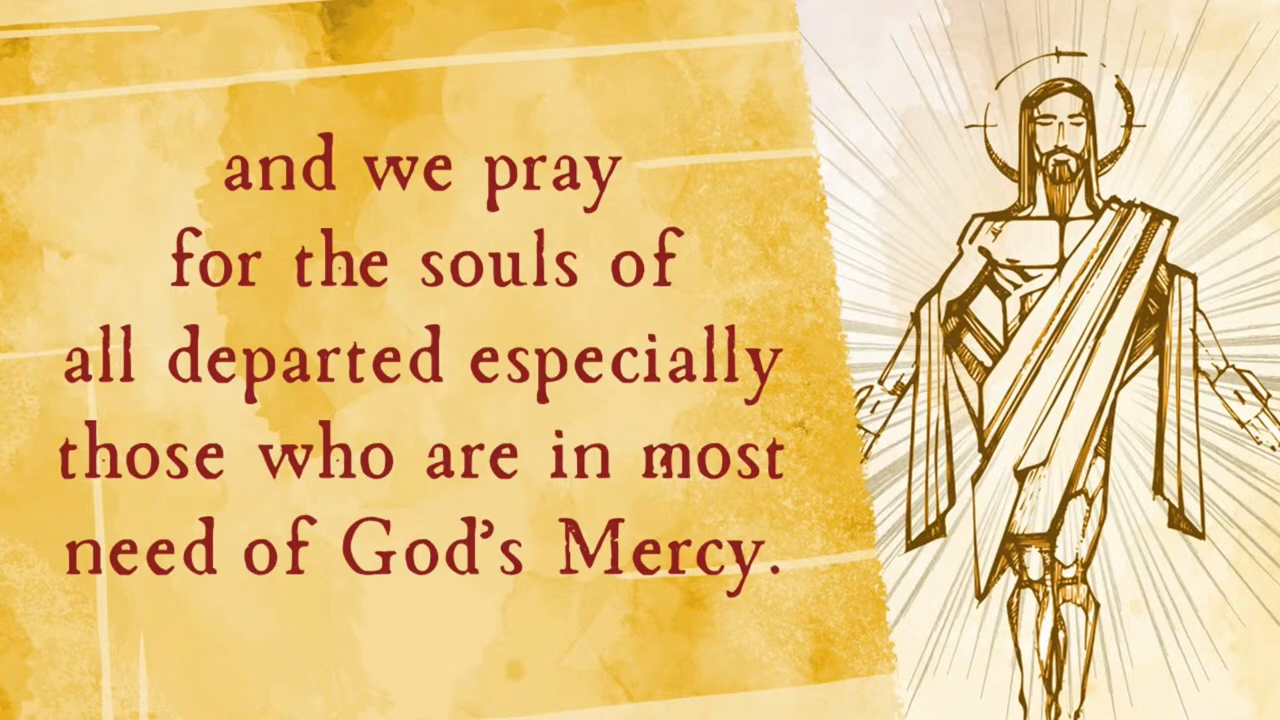 and we pray
for the souls of
all departed especially
those who are in most
need of God's Mercy.